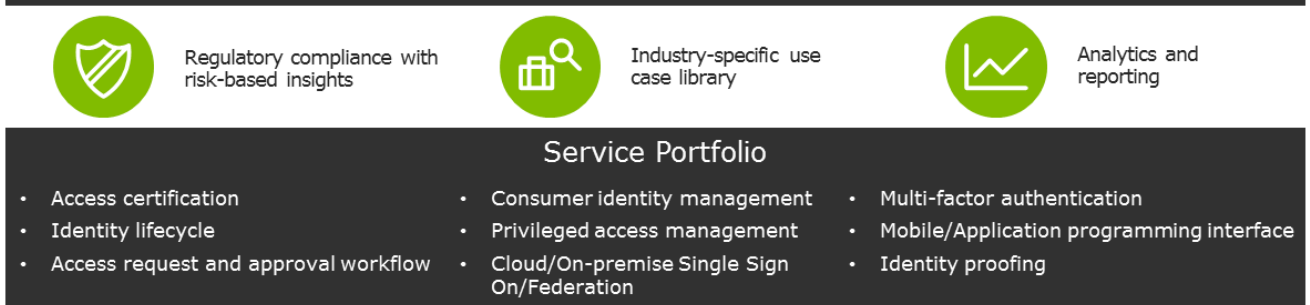 Regulatory compliance with
risk-based insights
Industry-specific use
case library
Analytics and
reporting
Service Portfolio
• Access certification
• Identity lifecycle
• Access request and approval workflow
• Consumer identity management
• Privileged access management
• Cloud/On-premise Single Sign
On/Federation
• Multi-factor authentication
• Mobile/Application programming interface
• Identity proofing